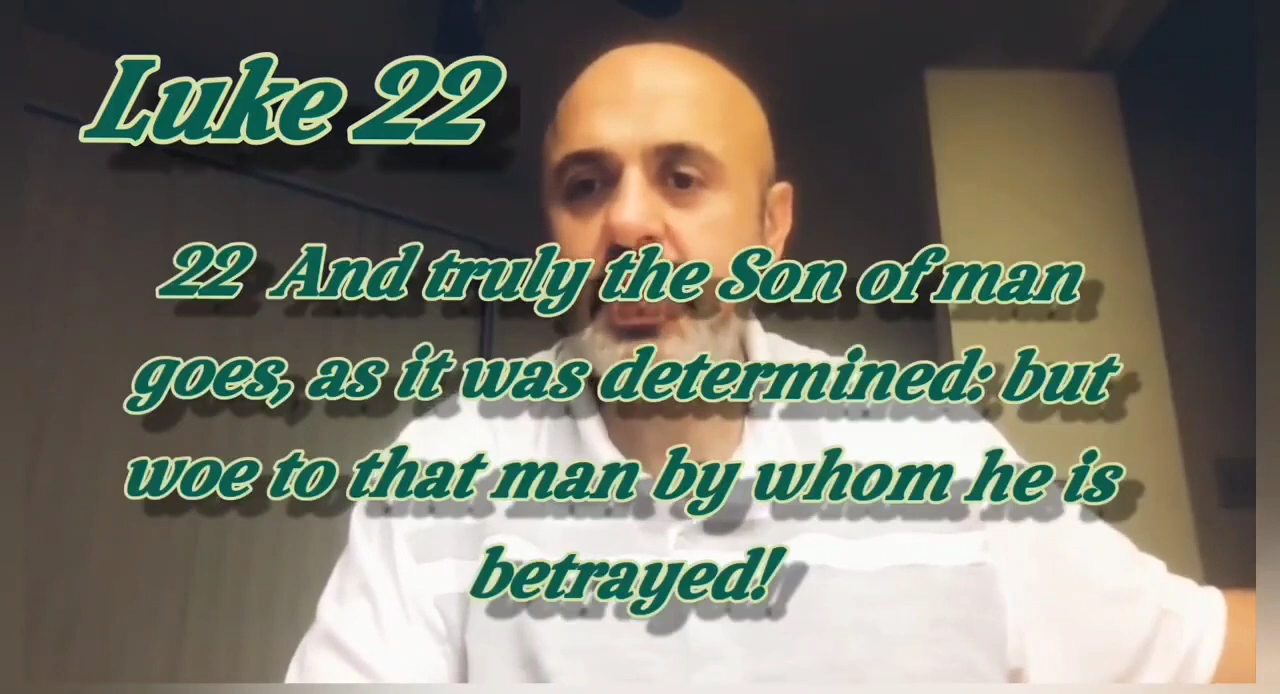 Luke 22
22 And truly the Son of man
goes, as it was determined: but
woe to that man by whom he is
betrayed!